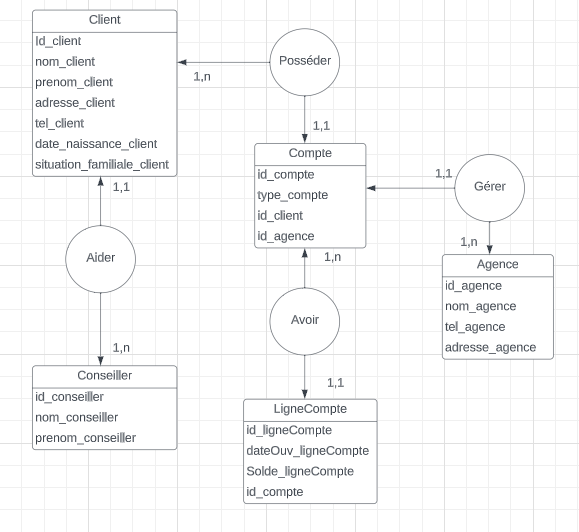 Client
Id_client
nom_client
prenom_client
adresse_client
tel_client
date_naissance_client
situation_familiale_client
Posséder
1,n
1,1
Compte
id_compte
type_compte
id_client
id_agence
1,1
Gérer
1,n
Agence
id_agence
nom_agence
tel_agence
adresse_agence
1,1
Aider
1,n
Conseiller
id_conseiller
nom_conseiller
prenom_conseiller
1,n
Avoir
1,1
LigneCompte
id_ligneCompte
dateOuv_ligneCompte
Solde_ligneCompte
id_compte